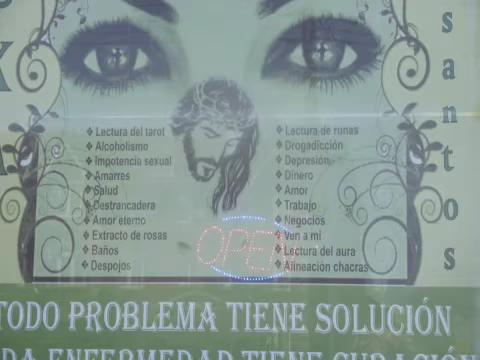 ❖ Lectura del tarot
❖ Alcoholismo
❖ Impotencia sexual
❖ Amarres
❖ Salud
❖ Destrancadera
❖ Amor eterno
❖ Extracto de rosas
❖ Baños
❖ Despojos
❖ Lectura de runas
❖ Drogadicción
❖ Depresión
❖ Dinero
❖ Amor
❖ Trabajo
❖ Negocios
❖ Ven a mi
❖ Lectura del aura
❖ Alineación chacras
OPEN
santos
TODO PROBLEMA TIENE SOLUCIÓN
ENFERMEDAD TIENE